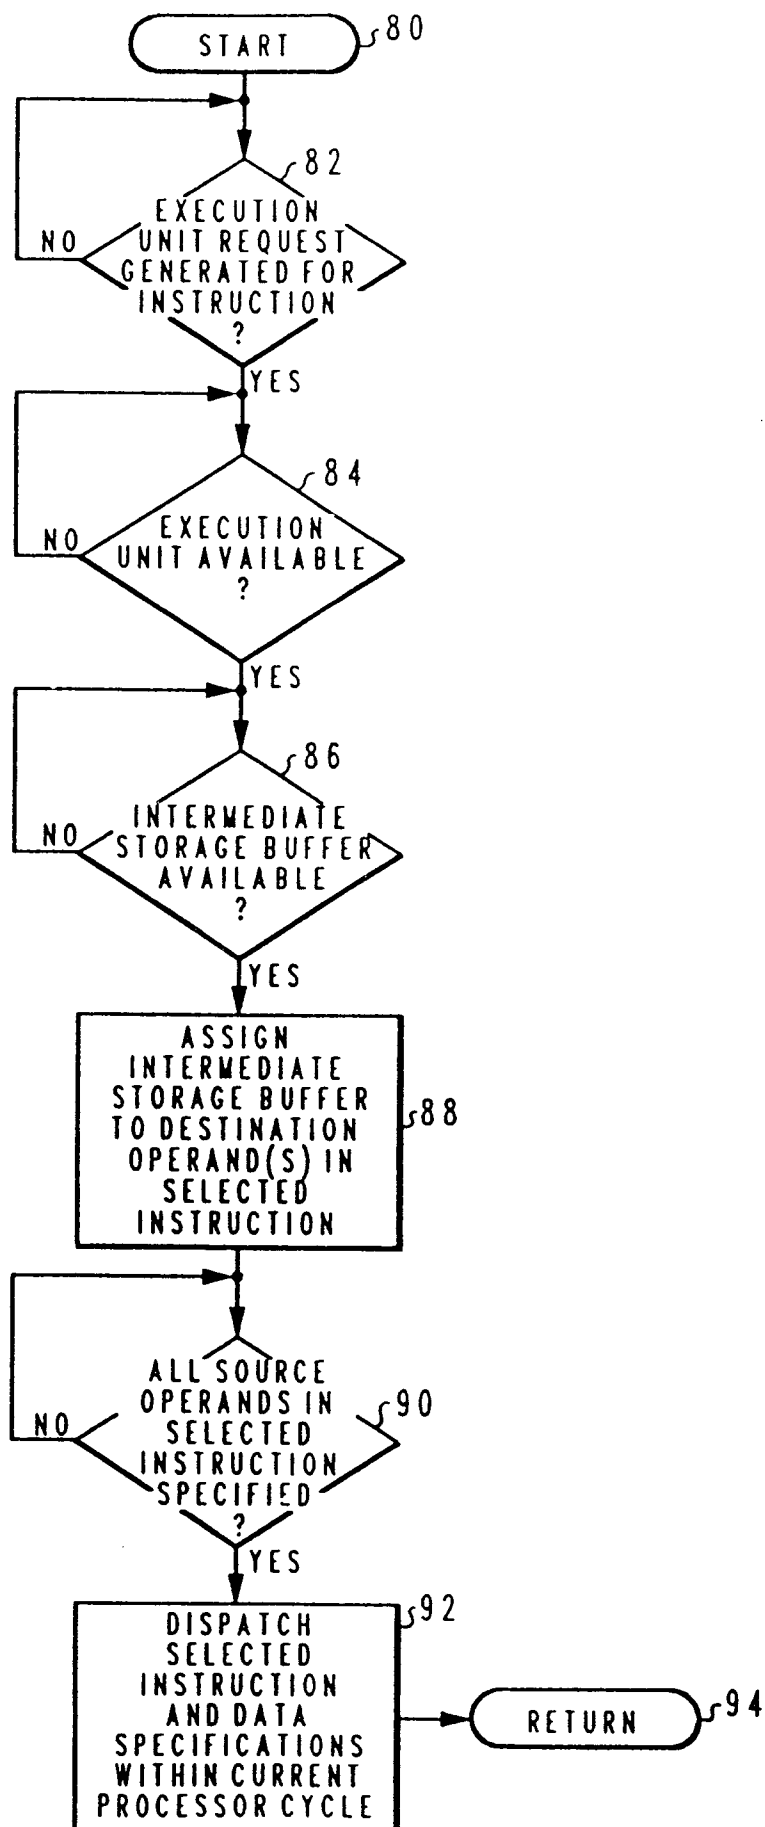 START
80
82
EXECUTION
UNIT REQUEST
GENERATED FOR
INSTRUCTION
?
NO
YES
84
EXECUTION
UNIT AVAILABLE
?
NO
YES
86
INTERMEDIATE
STORAGE BUFFER
AVAILABLE
?
NO
YES
ASSIGN
INTERMEDIATE
STORAGE BUFFER
TO DESTINATION
OPERAND(S) IN
SELECTED
INSTRUCTION
88
ALL SOURCE
OPERANDS IN
SELECTED
INSTRUCTION
SPECIFIED
?
90
NO
YES
92
DISPATCH
SELECTED
INSTRUCTION
AND DATA
SPECIFICATIONS
WITHIN CURRENT
PROCESSOR CYCLE
RETURN
94